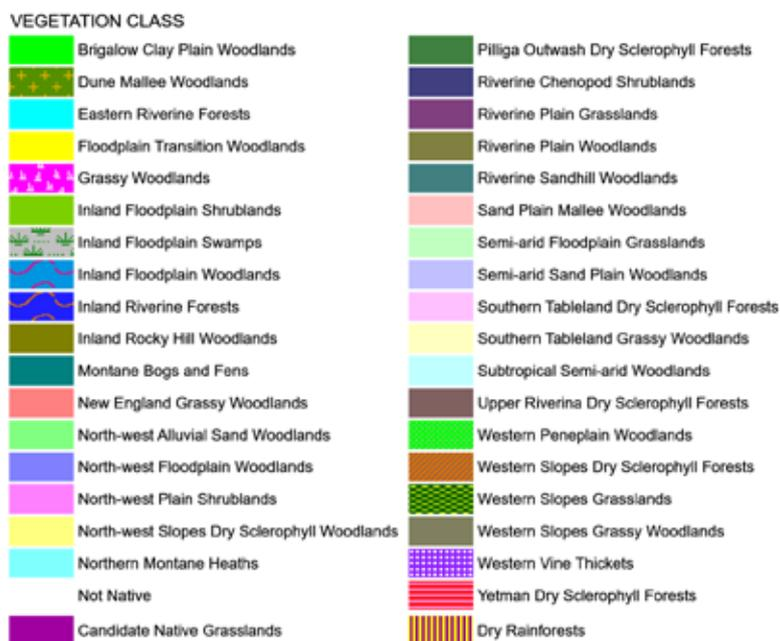 VEGETATION CLASS
Brigalow Clay Plain Woodlands
Dune Mallee Woodlands
Eastern Riverine Forests
Floodplain Transition Woodlands
Grassy Woodlands
Inland Floodplain Shrublands
Inland Floodplain Swamps
Inland Floodplain Woodlands
Inland Riverine Forests
Inland Rocky Hill Woodlands
Montane Bogs and Fens
New England Grassy Woodlands
North-west Alluvial Sand Woodlands
North-west Floodplain Woodlands
North-west Plain Shrublands
North-west Slopes Dry Sclerophyll Woodlands
Northern Montane Heaths
Not Native
Candidate Native Grasslands
Pilliga Outwash Dry Sclerophyll Forests
Riverine Chenopod Shrublands
Riverine Plain Grasslands
Riverine Plain Woodlands
Riverine Sandhill Woodlands
Sand Plain Mallee Woodlands
Semi-arid Floodplain Grasslands
Semi-arid Sand Plain Woodlands
Southern Tableland Dry Sclerophyll Forests
Southern Tableland Grassy Woodlands
Subtropical Semi-arid Woodlands
Upper Riverina Dry Sclerophyll Forests
Western Peneplain Woodlands
Western Slopes Dry Sclerophyll Forests
Western Slopes Grasslands
Western Slopes Grassy Woodlands
Western Vine Thickets
Yetman Dry Sclerophyll Forests
Dry Rainforests